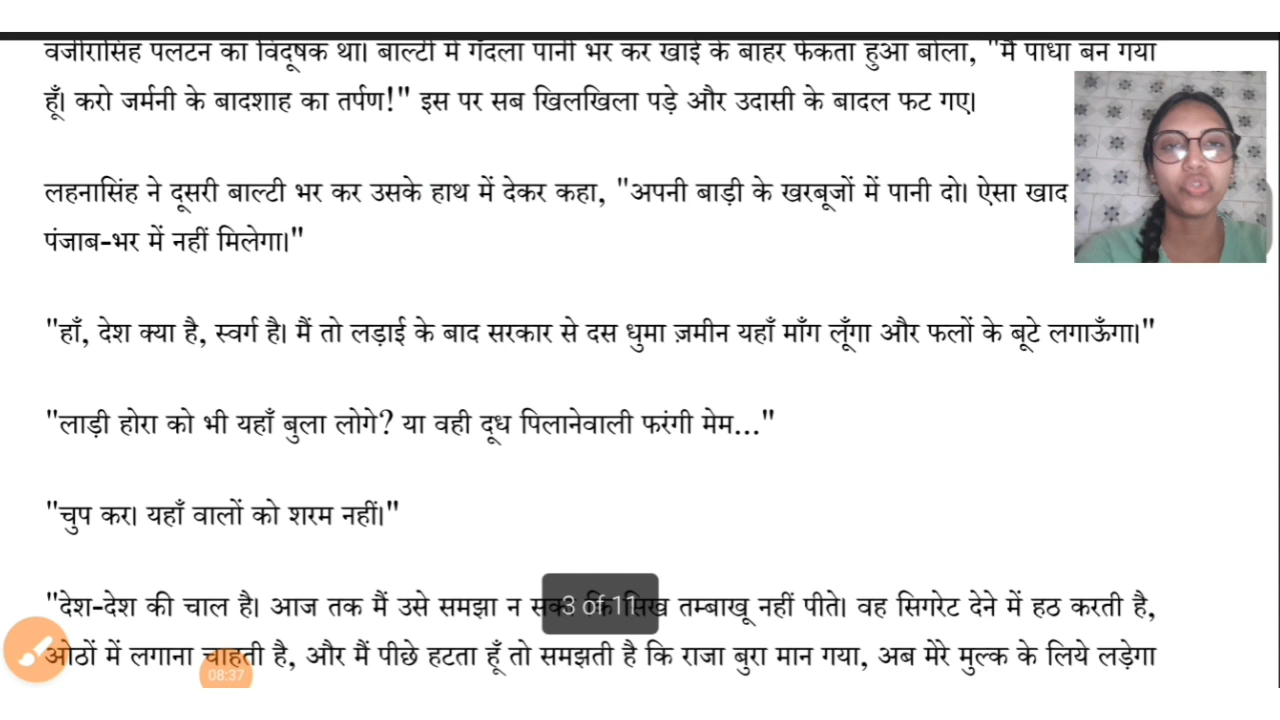 वजीरासिंह पलटन का विदूषक था। बाल्टी में गँदला पानी भर कर खाई के बाहर फेंकता हुआ बोला, "मैं पाधा बन गया
हूँ। करो जर्मनी के बादशाह का तर्पण!" इस पर सब खिलखिला पड़े और उदासी के बादल फट गए।
लहनासिंह ने दूसरी बाल्टी भर कर उसके हाथ में देकर कहा, "अपनी बाड़ी के खरबूजों में पानी दो। ऐसा खाद
पंजाब-भर में नहीं मिलेगा।"
"हाँ, देश क्या है, स्वर्ग है। मैं तो लड़ाई के बाद सरकार से दस धुमा ज़मीन यहाँ माँग लूँगा और फलों के बूटे लगाऊँगा।"
"लाड़ी होरा को भी यहाँ बुला लोगे? या वही दूध पिलानेवाली फरंगी मेम..."
"चुप कर। यहाँ वालों को शरम नहीं।"
"देश-देश की चाल है। आज तक मैं उसे समझा न सका कि सिख तम्बाखू नहीं पीते। वह सिगरेट देने में हठ करती है,
3 of 11
ओठों में लगाना चाहती है, और मैं पीछे हटता हूँ तो समझती है कि राजा बुरा मान गया, अब मेरे मुल्क के लिये लड़ेगा
08:37